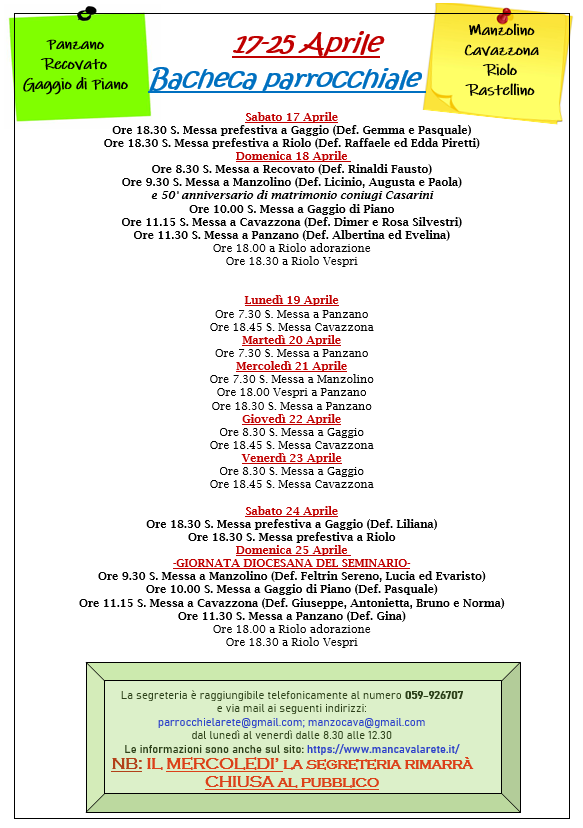 Panzano
Recovato
Gaggio di Piano
17-25 Aprile
Bacheca parrocchiale
Manzolino
Cavazzona
Riolo
Rastellino
Sabato 17 Aprile
Ore 18.30 S. Messa prefestiva a Gaggio (Def. Gemma e Pasquale)
Ore 18.30 S. Messa prefestiva a Riolo (Def. Raffaele ed Edda Piretti)
Domenica 18 Aprile
Ore 8.30 S. Messa a Recovato (Def. Rinaldi Fausto)
Ore 9.30 S. Messa a Manzolino (Def. Licinio, Augusta e Paola)
e 50° anniversario di matrimonio coniugi Casarini
Ore 10.00 S. Messa a Gaggio di Piano
Ore 11.15 S. Messa a Cavazzona (Def. Dimer e Rosa Silvestri)
Ore 11.30 S. Messa a Panzano (Def. Albertina ed Evelina)
Ore 18.00 a Riolo adorazione
Ore 18.30 a Riolo Vespri
Lunedì 19 Aprile
Ore 7.30 S. Messa a Panzano
Ore 18.45 S. Messa Cavazzona
Martedì 20 Aprile
Ore 7.30 S. Messa a Panzano
Mercoledì 21 Aprile
Ore 7.30 S. Messa a Manzolino
Ore 18.00 Vespri a Panzano
Ore 18.30 S. Messa a Panzano
Giovedì 22 Aprile
Ore 8.30 S. Messa a Gaggio
Ore 18.45 S. Messa Cavazzona
Venerdì 23 Aprile
Ore 8.30 S. Messa a Gaggio
Ore 18.45 S. Messa Cavazzona
Sabato 24 Aprile
Ore 18.30 S. Messa prefestiva a Gaggio (Def. Liliana)
Ore 18.30 S. Messa prefestiva a Riolo
Domenica 25 Aprile
-GIORNATA DIOCESANA DEL SEMINARIO-
Ore 9.30 S. Messa a Manzolino (Def. Feltrin Sereno, Lucia ed Evaristo)
Ore 10.00 S. Messa a Gaggio di Piano (Def. Pasquale)
Ore 11.15 S. Messa a Cavazzona (Def. Giuseppe, Antonietta, Bruno e Norma)
Ore 11.30 S. Messa a Panzano (Def. Gina)
Ore 18.00 a Riolo adorazione
Ore 18.30 a Riolo Vespri
La segreteria è raggiungibile telefonicamente al numero 059-926707
e via mail ai seguenti indirizzi:
parrocchielarete@gmail.com; manzocava@gmail.com
dal lunedì al venerdì dalle 8.30 alle 12.30
Le informazioni sono anche sul sito: https://www.mancavalarete.it/
NB: IL MERCOLEDI' LA SEGRETERIA RIMARRÀ
CHIUSA AL PUBBLICO